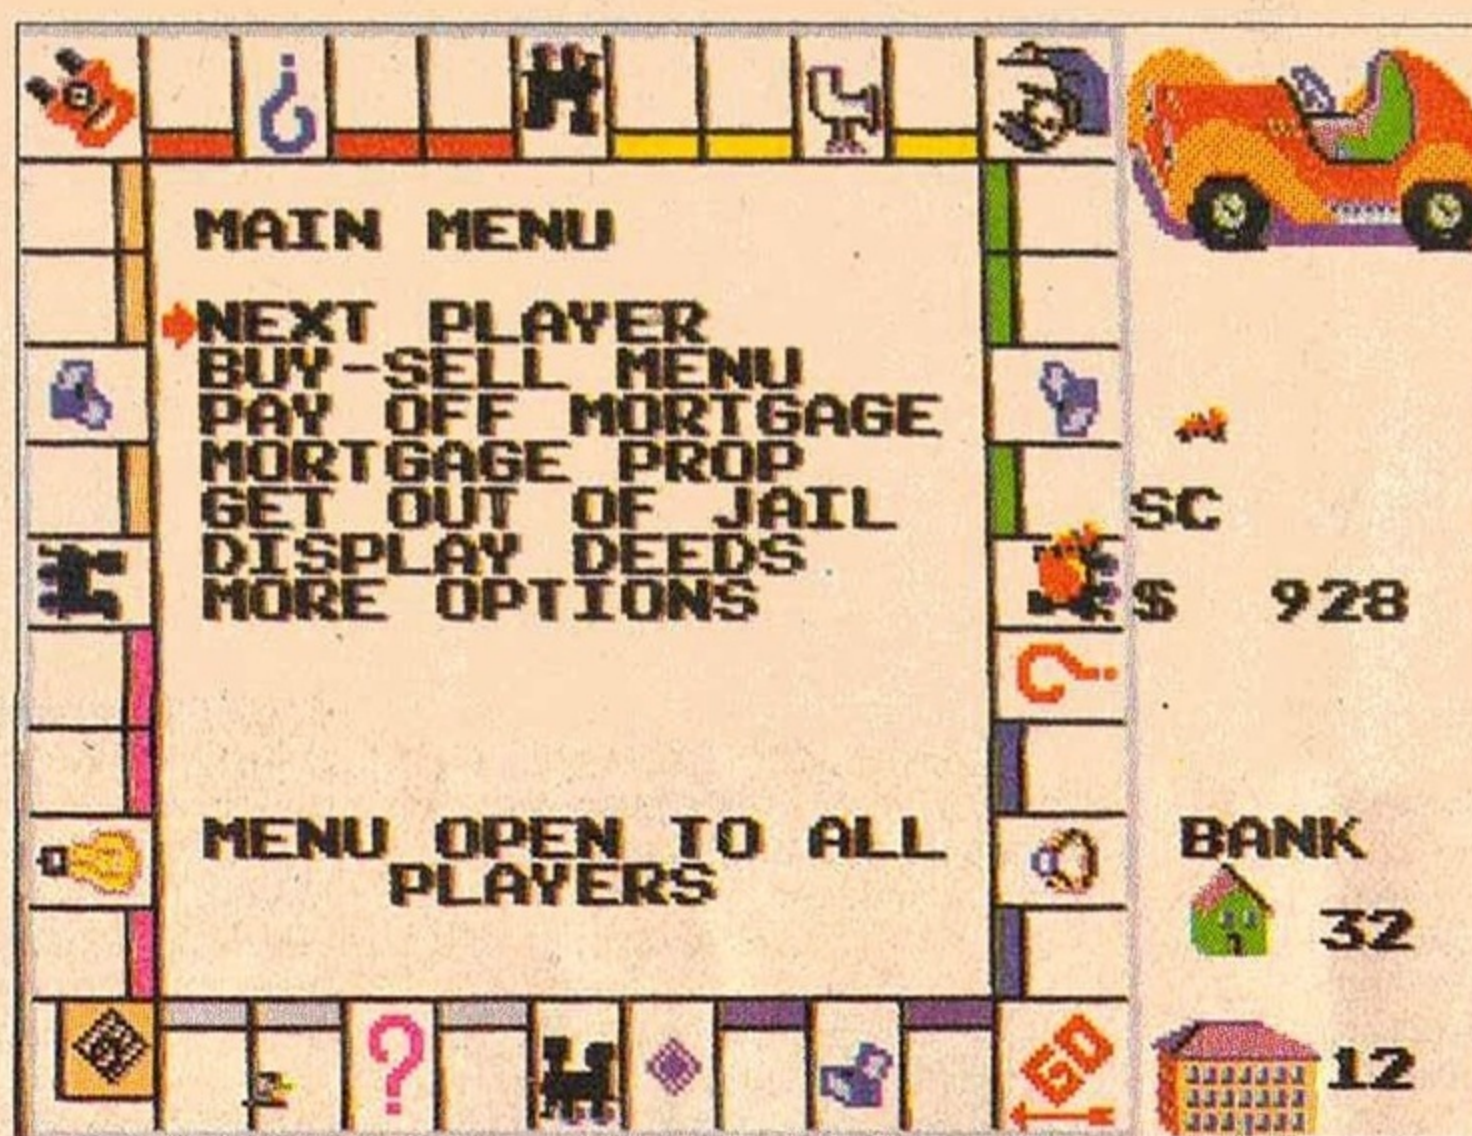 MAIN MENU
NEXT PLAYER
BUY-SELL MENU
PAY OFF MORTGAGE
MORTGAGE PROP
GET OUT OF JAIL
DISPLAY DEEDS
MORE OPTIONS
MENU OPEN TO ALL
PLAYERS
?
?
?
GO
SC
$ 928
BANK
32
12